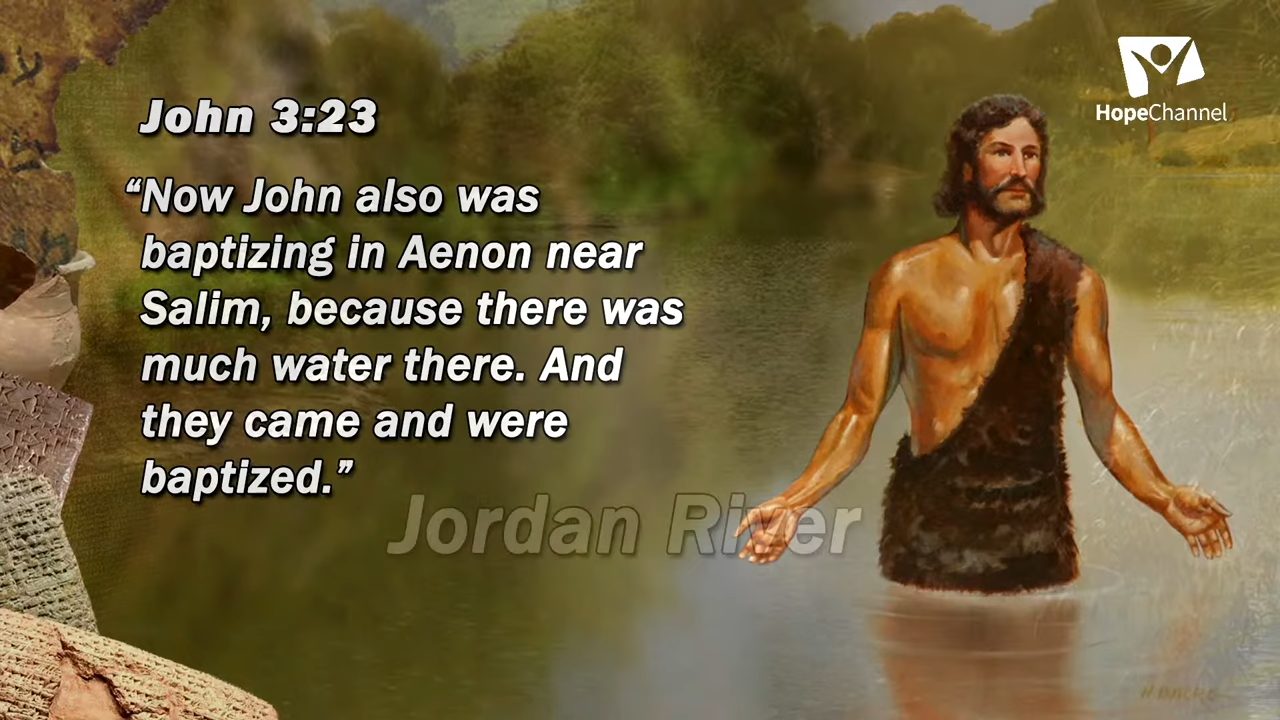 John 3:23
“Now John also was
baptizing in Aenon near
Salim, because there was
much water there. And
they came and were
baptized.”
Jordan River
HopeChannel